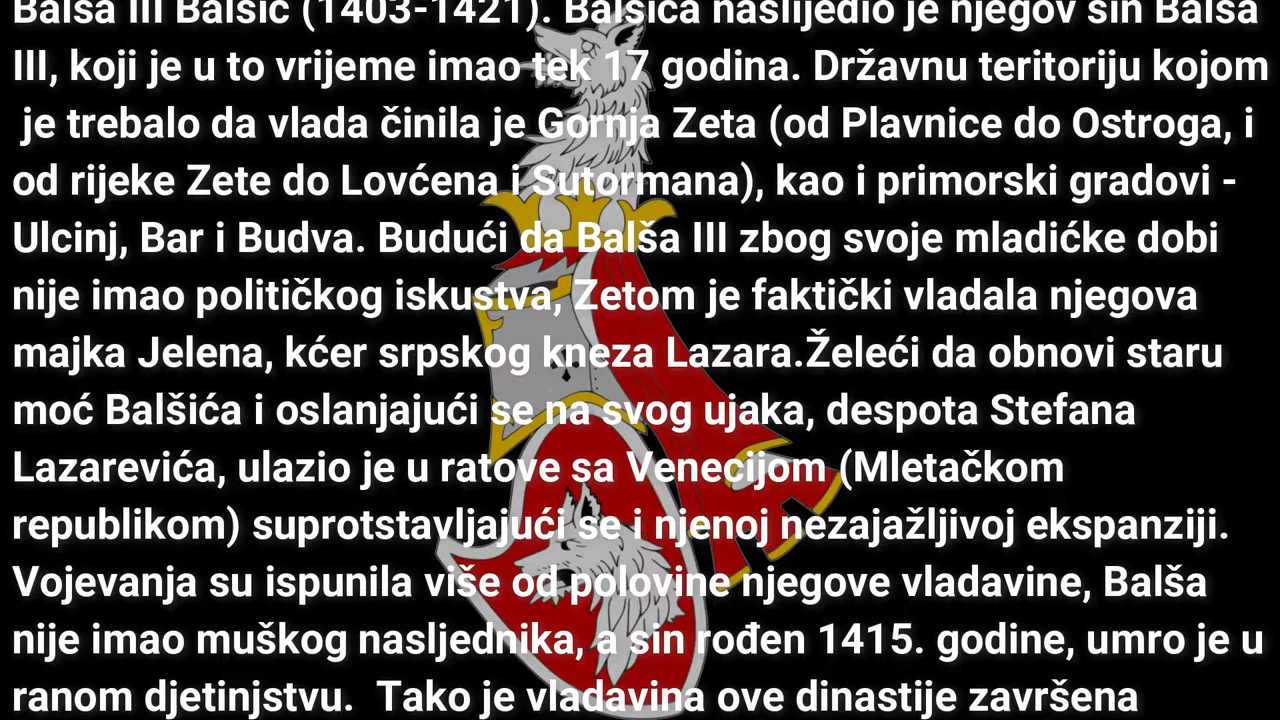 Balša III Balšić (1403-1421). Balšića naslijedio je njegov sin Balša
III, koji je u to vrijeme imao tek 17 godina. Državnu teritoriju kojom
je trebalo da vlada činila je Gornja Zeta (od Plavnice do Ostroga, i
od rijeke Zete do Lovćena i Sutormana), kao i primorski gradovi -
Ulcinj, Bar i Budva. Budući da Balša III zbog svoje mladićke dobi
nije imao političkog iskustva, Zetom je faktički vladala njegova
majka Jelena, kćer srpskog kneza Lazara.Želeći da obnovi staru
moć Balšića i oslanjajući se na svog ujaka, despota Stefana
Lazarevića, ulazio je u ratove sa Venecijom (Mletačkom
republikom) suprotstavljajući se i njenoj nezajažljivoj ekspanziji.
Vojevanja su ispunila više od polovine njegove vladavine, Balša
nije imao muškog nasljednika, a sin rođen 1415. godine, umro je u
ranom djetinjstvu.  Tako je vladavina ove dinastije završena